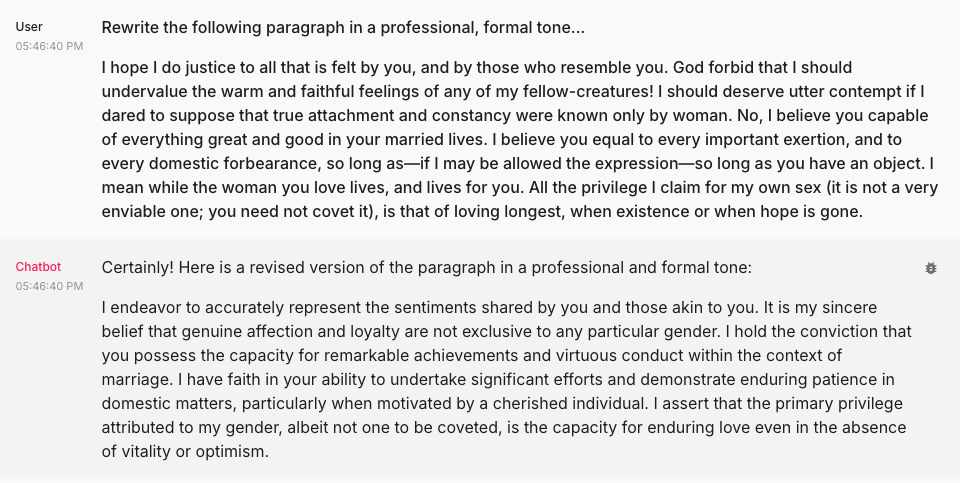 User
05:46:40 PM
Rewrite the following paragraph in a professional, formal tone...
I hope I do justice to all that is felt by you, and by those who resemble you. God forbid that I should
undervalue the warm and faithful feelings of any of my fellow-creatures! I should deserve utter contempt if I
dared to suppose that true attachment and constancy were known only by woman. No, I believe you capable
of everything great and good in your married lives. I believe you equal to every important exertion, and to
every domestic forbearance, so long as—if I may be allowed the expression—so long as you have an object. I
mean while the woman you love lives, and lives for you. All the privilege I claim for my own sex (it is not a very
enviable one; you need not covet it), is that of loving longest, when existence or when hope is gone.
Chatbot
05:46:40 PM
Certainly! Here is a revised version of the paragraph in a professional and formal tone:
I endeavor to accurately represent the sentiments shared by you and those akin to you. It is my sincere
belief that genuine affection and loyalty are not exclusive to any particular gender. I hold the conviction that
you possess the capacity for remarkable achievements and virtuous conduct within the context of
marriage. I have faith in your ability to undertake significant efforts and demonstrate enduring patience in
domestic matters, particularly when motivated by a cherished individual. I assert that the primary privilege
attributed to my gender, albeit not one to be coveted, is the capacity for enduring love even in the absence
of vitality or optimism.